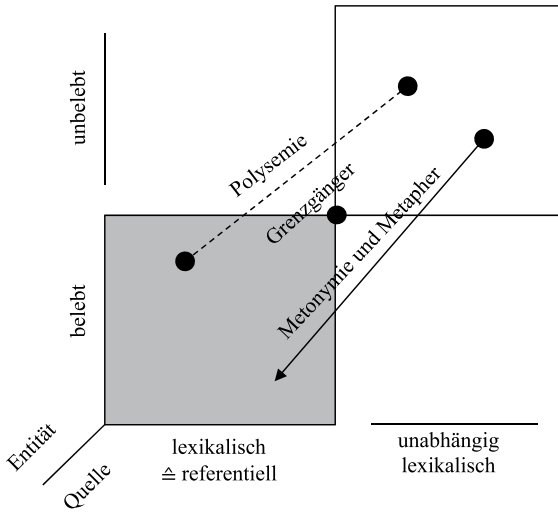 unbelebt
Polysemie
Grenzgänger
Metonymie und Metapher
belebt
Entität
Quelle
lexikalisch
≙ referentiell
unabhängig
lexikalisch